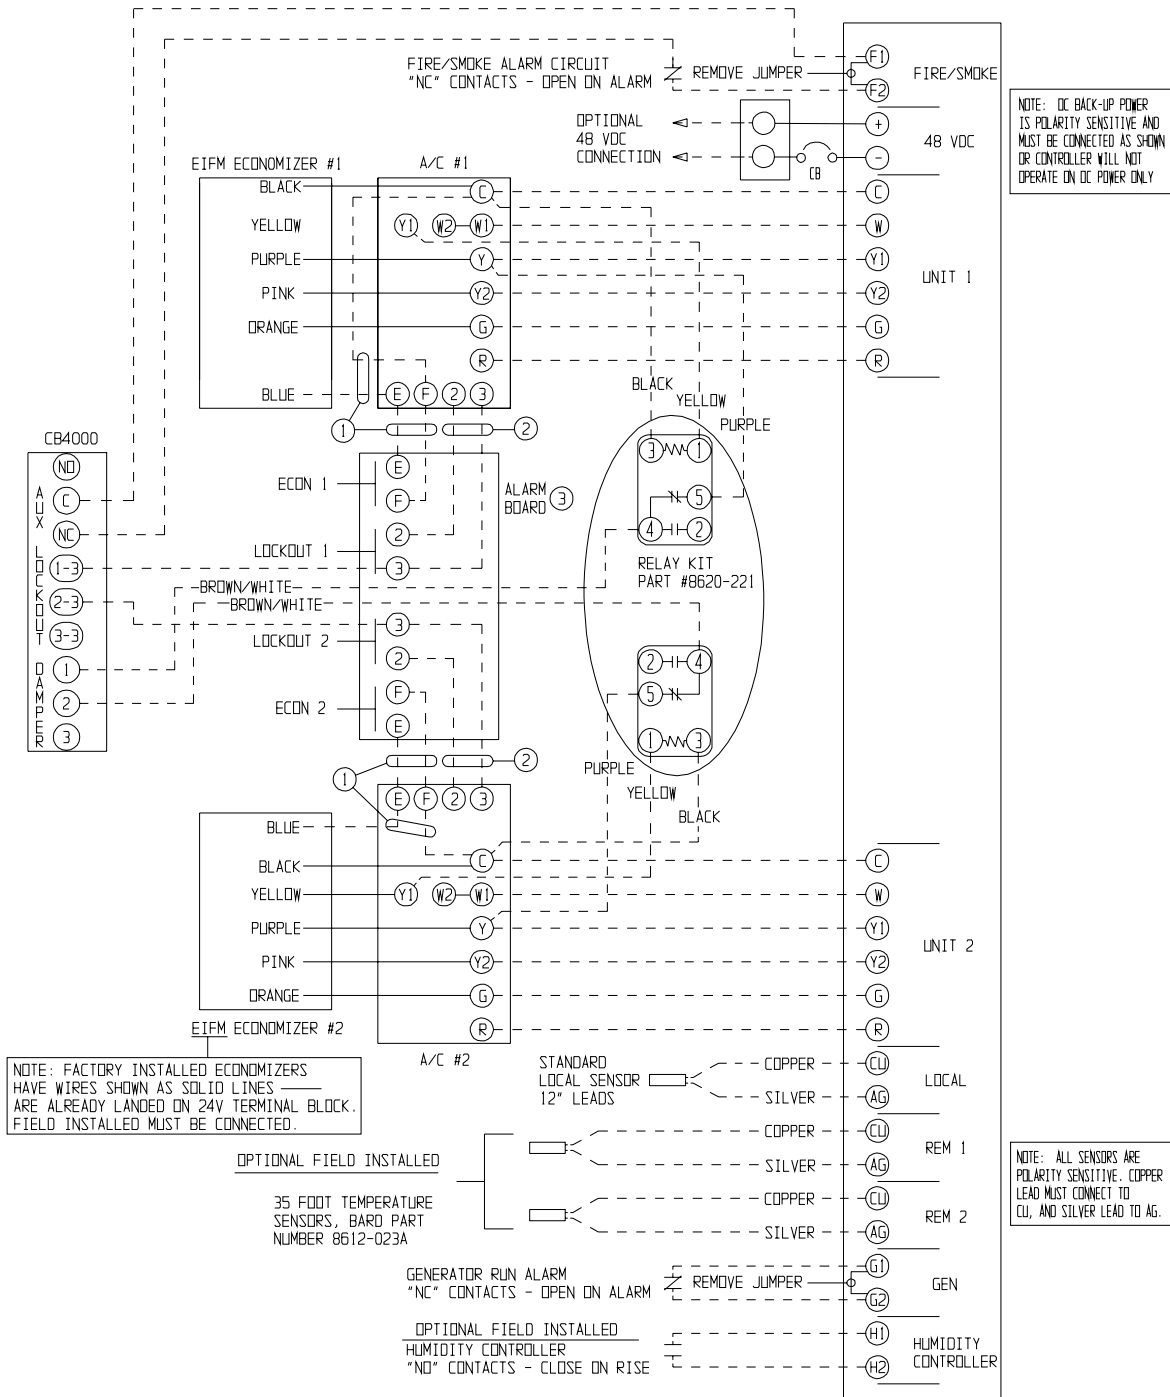 FIRE/SMOKE ALARM CIRCUIT
"NC" CONTACTS - OPEN ON ALARM
REMOVE JUMPER
F1
F2
FIRE/SMOKE
OPTIONAL
48 VDC
CONNECTION
CB
+
-
48 VDC
NOTE: DC BACK-UP POWER
IS POLARITY SENSITIVE AND
MUST BE CONNECTED AS SHOWN
OR CONTROLLER WILL NOT
OPERATE ON DC POWER ONLY
EIFM ECONOMIZER #1
BLACK
YELLOW
PURPLE
PINK
ORANGE
BLUE
A/C #1
C
Y1
W2
W1
Y
Y2
G
R
E
F
2
3
C
W
Y1
Y2
G
R
UNIT 1
1
2
BLACK
YELLOW
PURPLE
3
1
5
4
2
RELAY KIT
PART #8620-221
CB4000
AUX
LOCKOUT
DAMPER
NO
C
NC
1-3
2-3
3-3
1
2
3
ECON 1
E
F
LOCKOUT 1
2
3
ALARM
BOARD
3
BROWN/WHITE
BROWN/WHITE
LOCKOUT 2
3
2
ECON 2
F
E
2
4
5
1
3
PURPLE
YELLOW
BLACK
1
2
E
F
2
3
BLUE
BLACK
YELLOW
PURPLE
PINK
ORANGE
EIFM ECONOMIZER #2
C
Y1
W2
W1
Y
Y2
G
R
A/C #2
C
W
Y1
Y2
G
R
UNIT 2
NOTE: FACTORY INSTALLED ECONOMIZERS
HAVE WIRES SHOWN AS SOLID LINES
ARE ALREADY LANDED ON 24V TERMINAL BLOCK.
FIELD INSTALLED MUST BE CONNECTED.
STANDARD
LOCAL SENSOR
12" LEADS
COPPER
SILVER
CU
AG
LOCAL
OPTIONAL FIELD INSTALLED
35 FOOT TEMPERATURE
SENSORS, BARD PART
NUMBER 8612-023A
COPPER
SILVER
CU
AG
REM 1
COPPER
SILVER
CU
AG
REM 2
NOTE: ALL SENSORS ARE
POLARITY SENSITIVE. COPPER
LEAD MUST CONNECT TO
CU, AND SILVER LEAD TO AG.
GENERATOR RUN ALARM
"NC" CONTACTS - OPEN ON ALARM
REMOVE JUMPER
G1
G2
GEN
OPTIONAL FIELD INSTALLED
HUMIDITY CONTROLLER
"NO" CONTACTS - CLOSE ON RISE
H1
H2
HUMIDITY
CONTROLLER